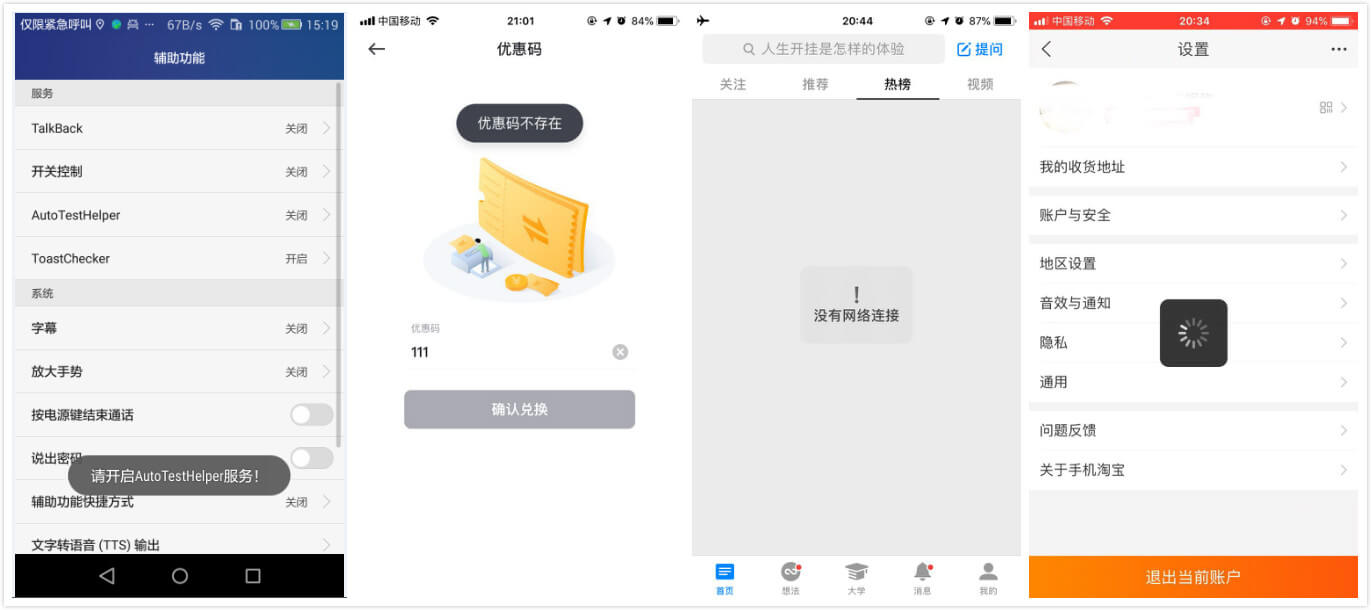 仅限紧急呼叫 ... 67B/s 100% 15:19
辅助功能
服务
TalkBack 关闭
开关控制 关闭
AutoTestHelper 关闭
ToastChecker 开启
系统
字幕 关闭
放大手势 关闭
按电源键结束通话
说出密码
请开启AutoTestHelper服务!
辅助功能快捷方式 关闭
文字转语音 (TTS) 输出
中国移动 21:01 84%
优惠码
优惠码不存在
优惠码
111
确认兑换
20:44 87%
人生开挂是怎样的体验 提问
关注 推荐 热榜 视频
!
没有网络连接
首页 想法 大学 消息 我的
中国移动 20:34 94%
设置
我的收货地址
账户与安全
地区设置
音效与通知
隐私
通用
问题反馈
关于手机淘宝
退出当前账户